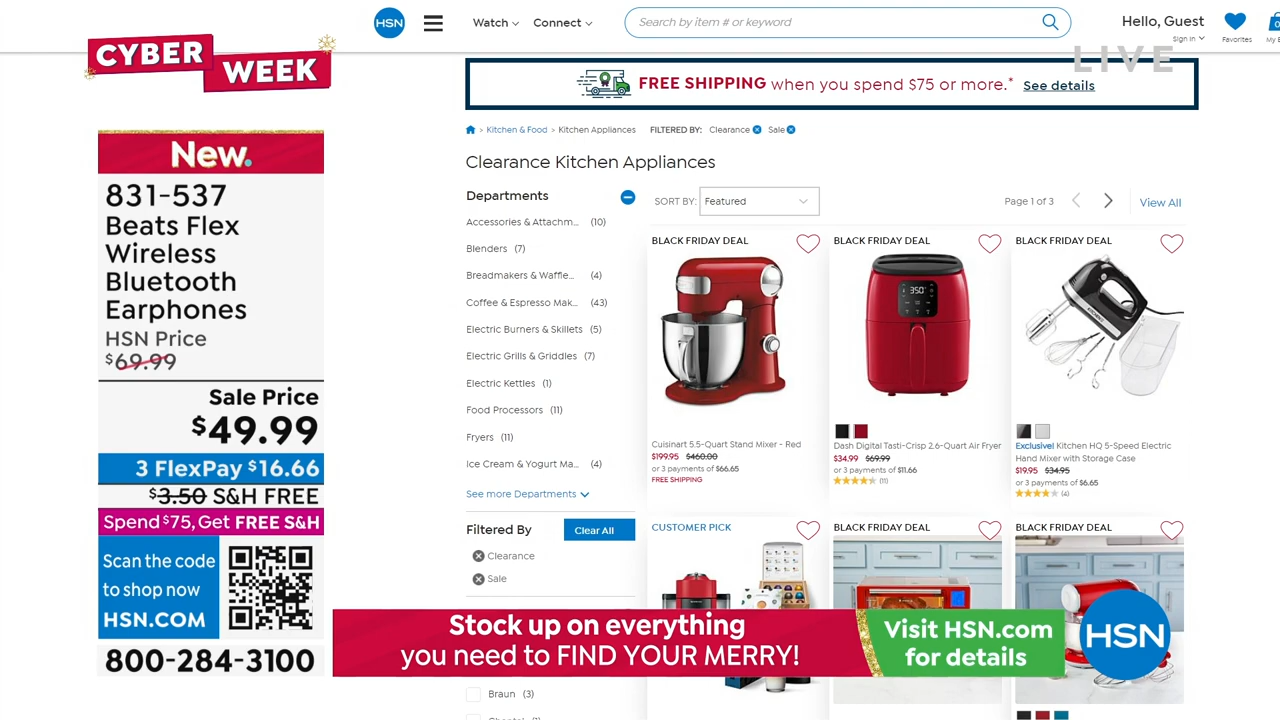 HSN
Watch
Connect
Search by item # or keyword
Hello, Guest
Sign In
Favorites
0
LIVE
CYBER
WEEK
FREE SHIPPING when you spend $75 or more.* See details
> Kitchen & Food > Kitchen Appliances FILTERED BY: Clearance Sale
Clearance Kitchen Appliances
New.
831-537
Beats Flex
Wireless
Bluetooth
Earphones
HSN Price
$69.99
Sale Price
$49.99
3 FlexPay $16.66
$3.50 S&H FREE
Spend $75, Get FREE S&H
Scan the code
to shop now
HSN.COM
800-284-3100
Departments
Accessories & Attachm... (10)
Blenders (7)
Breadmakers & Waffle... (4)
Coffee & Espresso Mak... (43)
Electric Burners & Skillets (5)
Electric Grills & Griddles (7)
Electric Kettles (1)
Food Processors (11)
Fryers (11)
Ice Cream & Yogurt Ma... (4)
See more Departments
Filtered By
Clear All
Clearance
Sale
Braun (3)
SORT BY: Featured
Page 1 of 3
View All
BLACK FRIDAY DEAL
Cuisinart 5.5-Quart Stand Mixer - Red
$199.95 $460.00
or 3 payments of $66.65
FREE SHIPPING
BLACK FRIDAY DEAL
350°
Dash Digital Tasti-Crisp 2.6-Quart Air Fryer
$34.99 $69.99
or 3 payments of $11.66
(11)
BLACK FRIDAY DEAL
Exclusive! Kitchen HQ 5-Speed Electric
Hand Mixer with Storage Case
$19.95 $34.95
or 3 payments of $6.65
(4)
CUSTOMER PICK
BLACK FRIDAY DEAL
BLACK FRIDAY DEAL
Stock up on everything
you need to FIND YOUR MERRY!
Visit HSN.com
for details
HSN